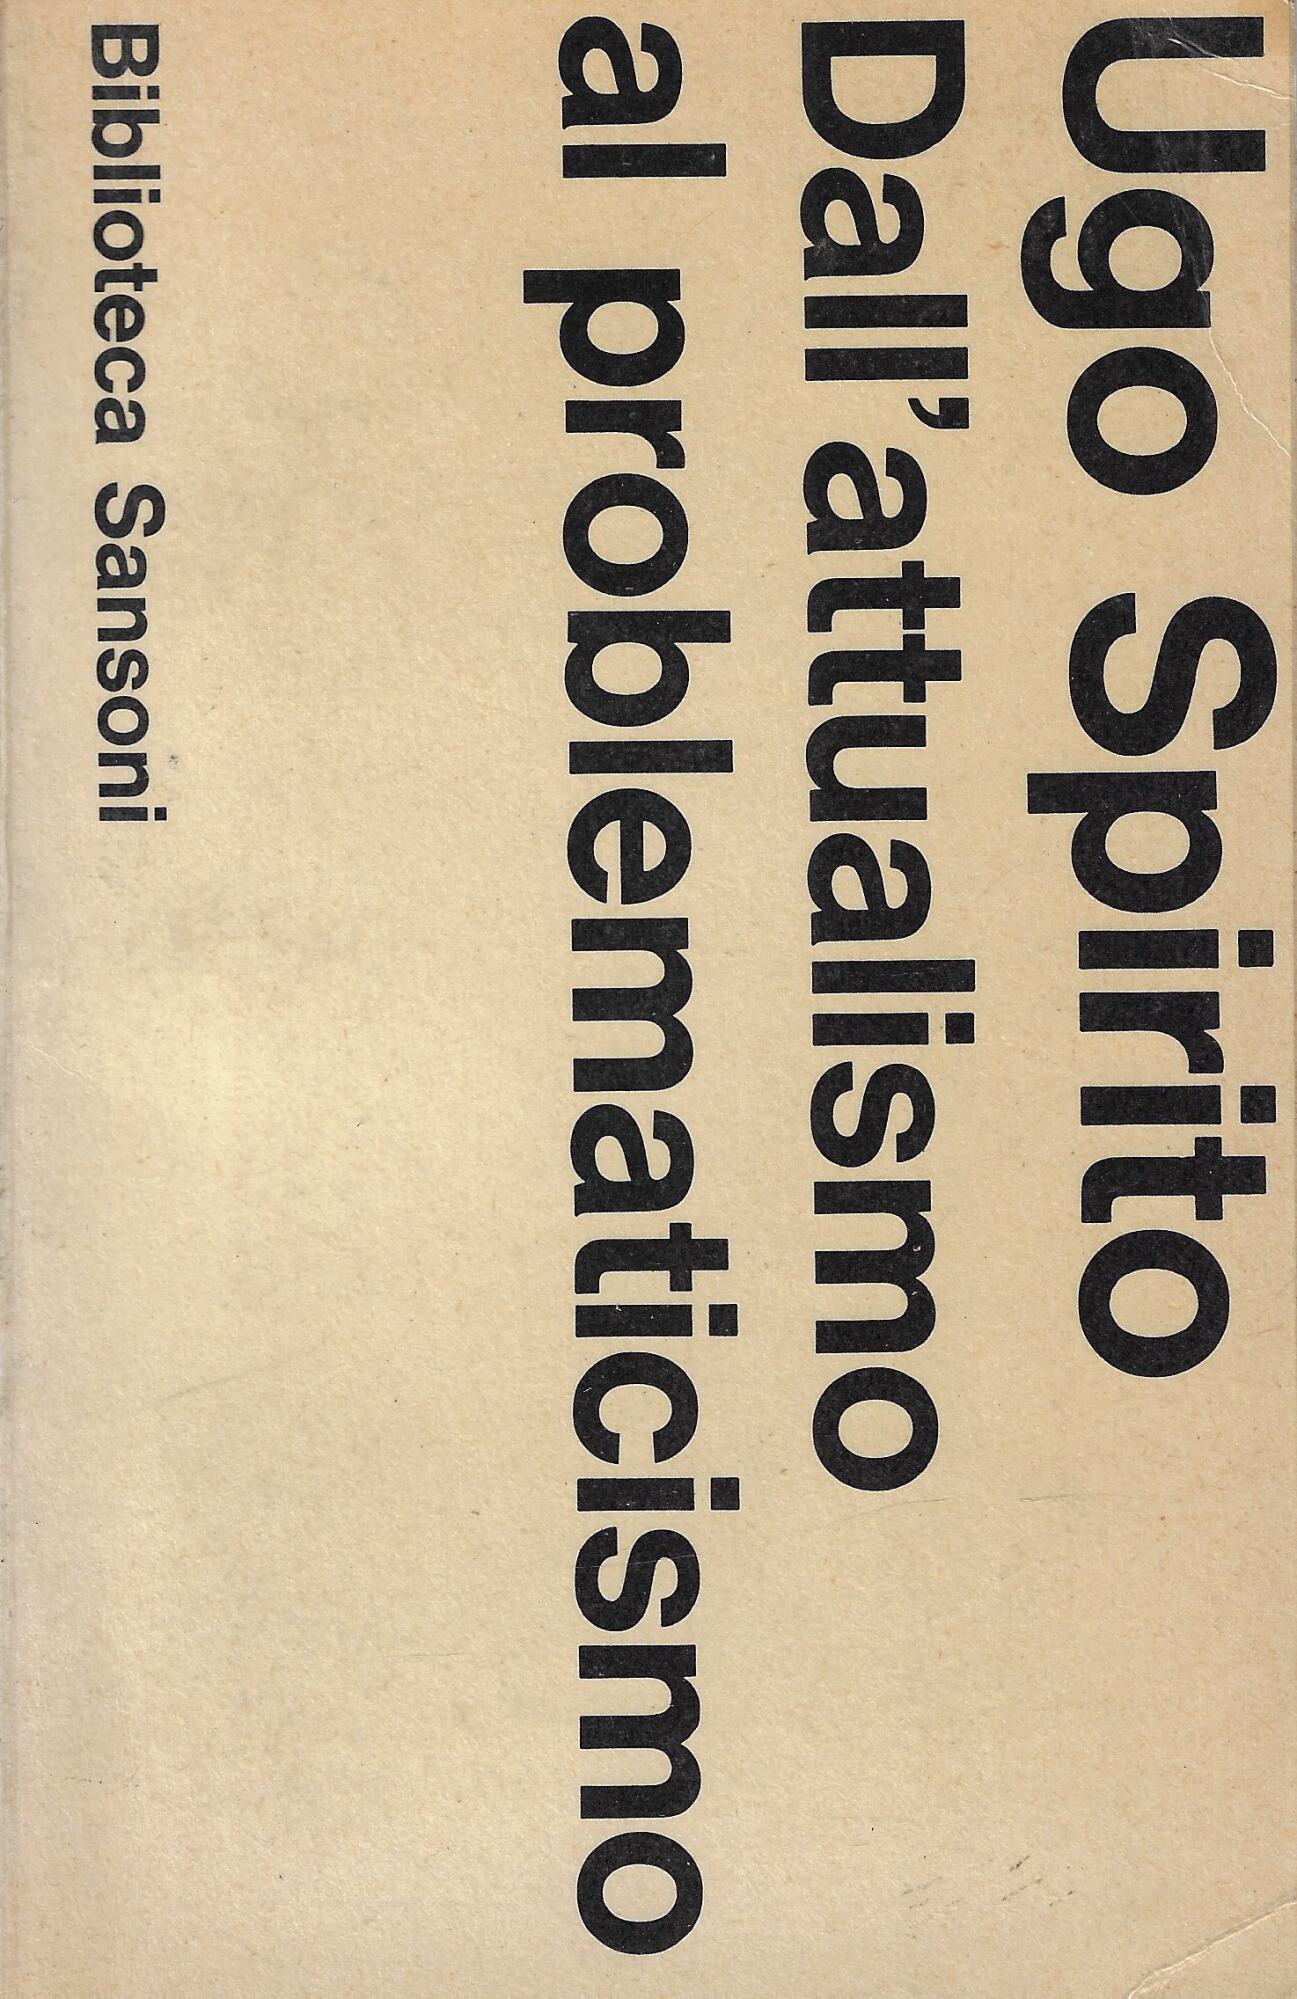 Ugo Spirito
Dall'attualismo
al problematicismo
Biblioteca Sansoni